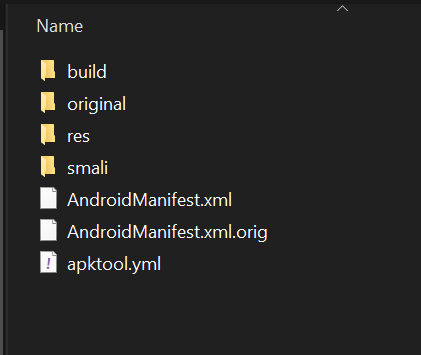 Name
build
original
res
smali
AndroidManifest.xml
AndroidManifest.xml.orig
apktool.yml